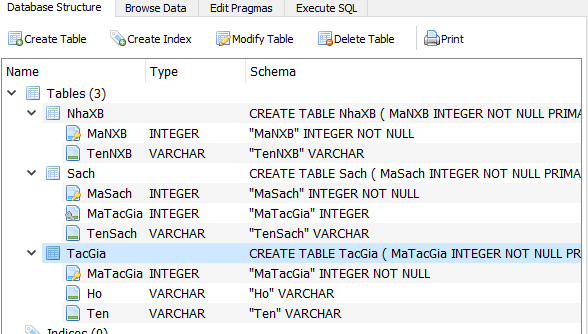 Database Structure Browse Data Edit Pragmas Execute SQL
Create Table Create Index Modify Table Delete Table Print
Name Type Schema
Tables (3)
NhaXB CREATE TABLE NhaXB ( MaNXB INTEGER NOT NULL PRIMA
MaNXB INTEGER "MaNXB" INTEGER NOT NULL
TenNXB VARCHAR "TenNXB" VARCHAR
Sach CREATE TABLE Sach ( MaSach INTEGER NOT NULL PRIMA
MaSach INTEGER "MaSach" INTEGER NOT NULL
MaTacGia INTEGER "MaTacGia" INTEGER
TenSach VARCHAR "TenSach" VARCHAR
TacGia CREATE TABLE TacGia ( MaTacGia INTEGER NOT NULL PR
MaTacGia INTEGER "MaTacGia" INTEGER NOT NULL
Ho VARCHAR "Ho" VARCHAR
Ten VARCHAR "Ten" VARCHAR
Indices (0)